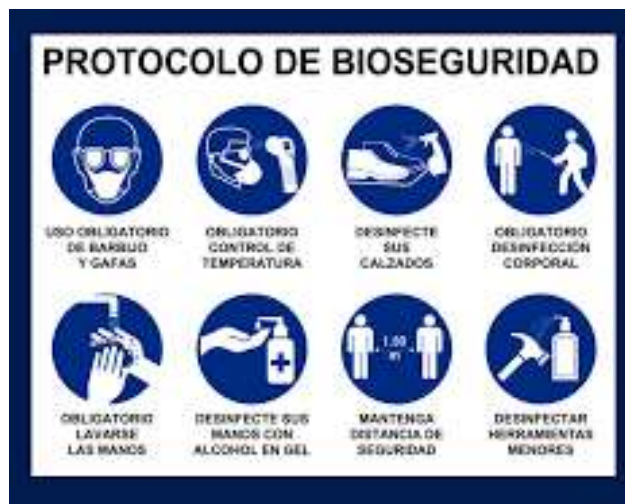 PROTOCOLO DE BIOSEGURIDAD
USO OBLIGATORIO
DE BARBIJO
Y GAFAS
OBLIGATORIO
CONTROL DE
TEMPERATURA
DESINFECTE
SUS
CALZADOS
OBLIGATORIO
DESINFECCIÓN
CORPORAL
OBLIGATORIO
LAVARSE
LAS MANOS
DESINFECTE SUS
MANOS CON
ALCOHOL EN GEL
MANTENGA
DISTANCIA DE
SEGURIDAD
DESINFECTAR
HERRAMIENTAS
MENORES